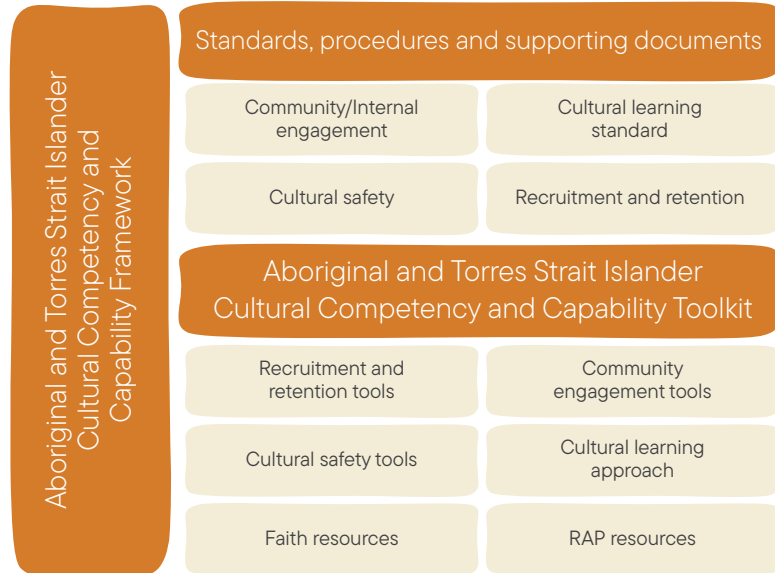 Aboriginal and Torres Strait Islander
Cultural Competency and
Capability Framework
Standards, procedures and supporting documents
Community/Internal
engagement
Cultural learning
standard
Cultural safety
Recruitment and retention
Aboriginal and Torres Strait Islander
Cultural Competency and Capability Toolkit
Recruitment and
retention tools
Community
engagement tools
Cultural safety tools
Cultural learning
approach
Faith resources
RAP resources